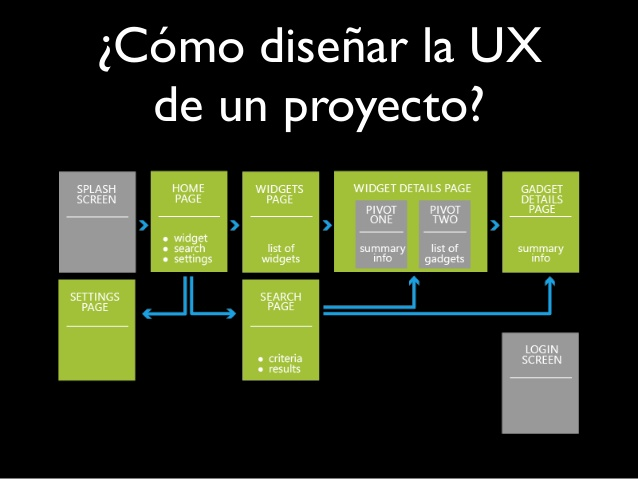 ¿Cómo diseñar la UX
de un proyecto?
SPLASH
SCREEN
HOME
PAGE
• widget
• search
• settings
WIDGETS
PAGE
list of
widgets
WIDGET DETAILS PAGE
PIVOT
ONE
summary
info
PIVOT
TWO
list of
gadgets
GADGET
DETAILS
PAGE
summary
info
SETTINGS
PAGE
SEARCH
PAGE
• criteria
• results
LOGIN
SCREEN